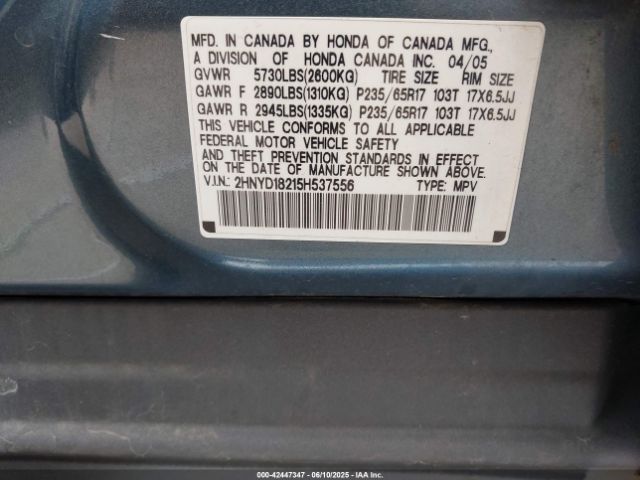 MFD. IN CANADA BY HONDA OF CANADA MFG.,
A DIVISION OF HONDA CANADA INC. 04/05
GVWR 5730LBS(2600KG) TIRE SIZE RIM SIZE
GAWR F 2890LBS(1310KG) P235/65R17 103T 17X6.5JJ
GAWR R 2945LBS(1335KG) P235/65R17 103T 17X6.5JJ
THIS VEHICLE CONFORMS TO ALL APPLICABLE
FEDERAL MOTOR VEHICLE SAFETY
AND THEFT PREVENTION STANDARDS IN EFFECT
ON THE DATE OF MANUFACTURE SHOWN ABOVE.
V.I.N.: 2HNYD18215H537556 TYPE: MPV
000-42447347 06/10/2025 IAA Inc.